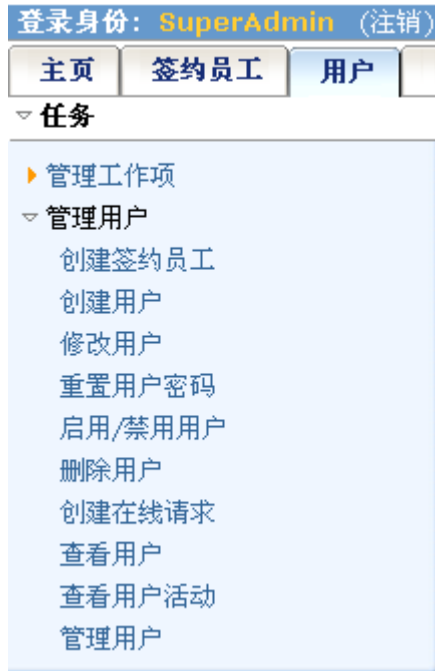 登录身份: SuperAdmin (注销)
主页 签约员工 用户
任务
管理工作项
管理用户
创建签约员工
创建用户
修改用户
重置用户密码
启用/禁用用户
删除用户
创建在线请求
查看用户
查看用户活动
管理用户